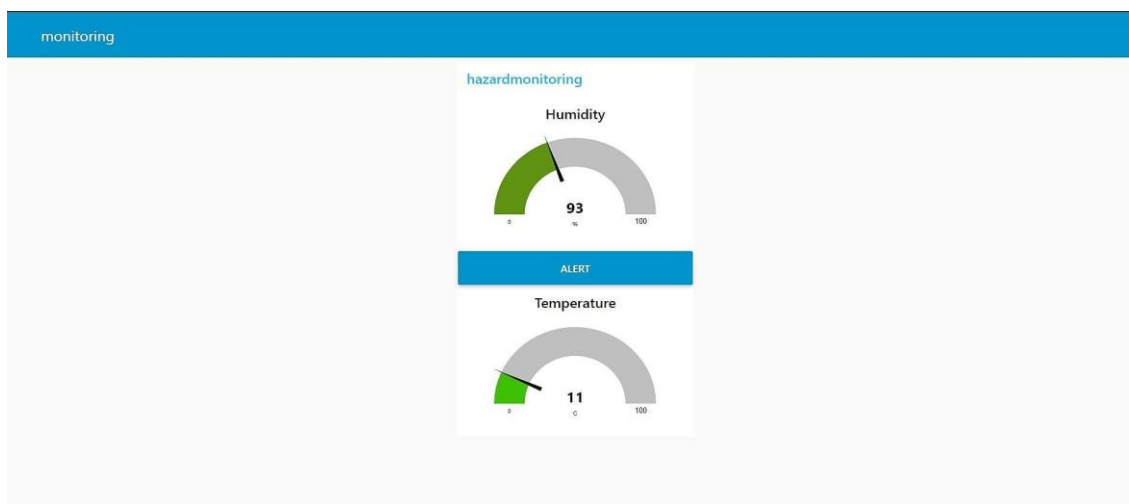 monitoring
hazardmonitoring
Humidity
93
0 % 100
ALERT
Temperature
11
0 C 100